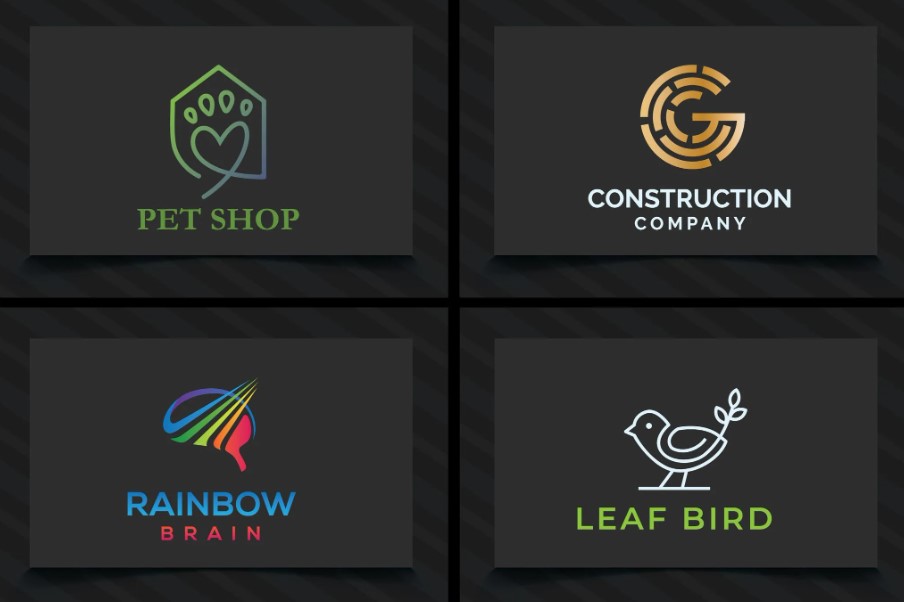 PET SHOP
CONSTRUCTION
COMPANY
RAINBOW
BRAIN
LEAF BIRD